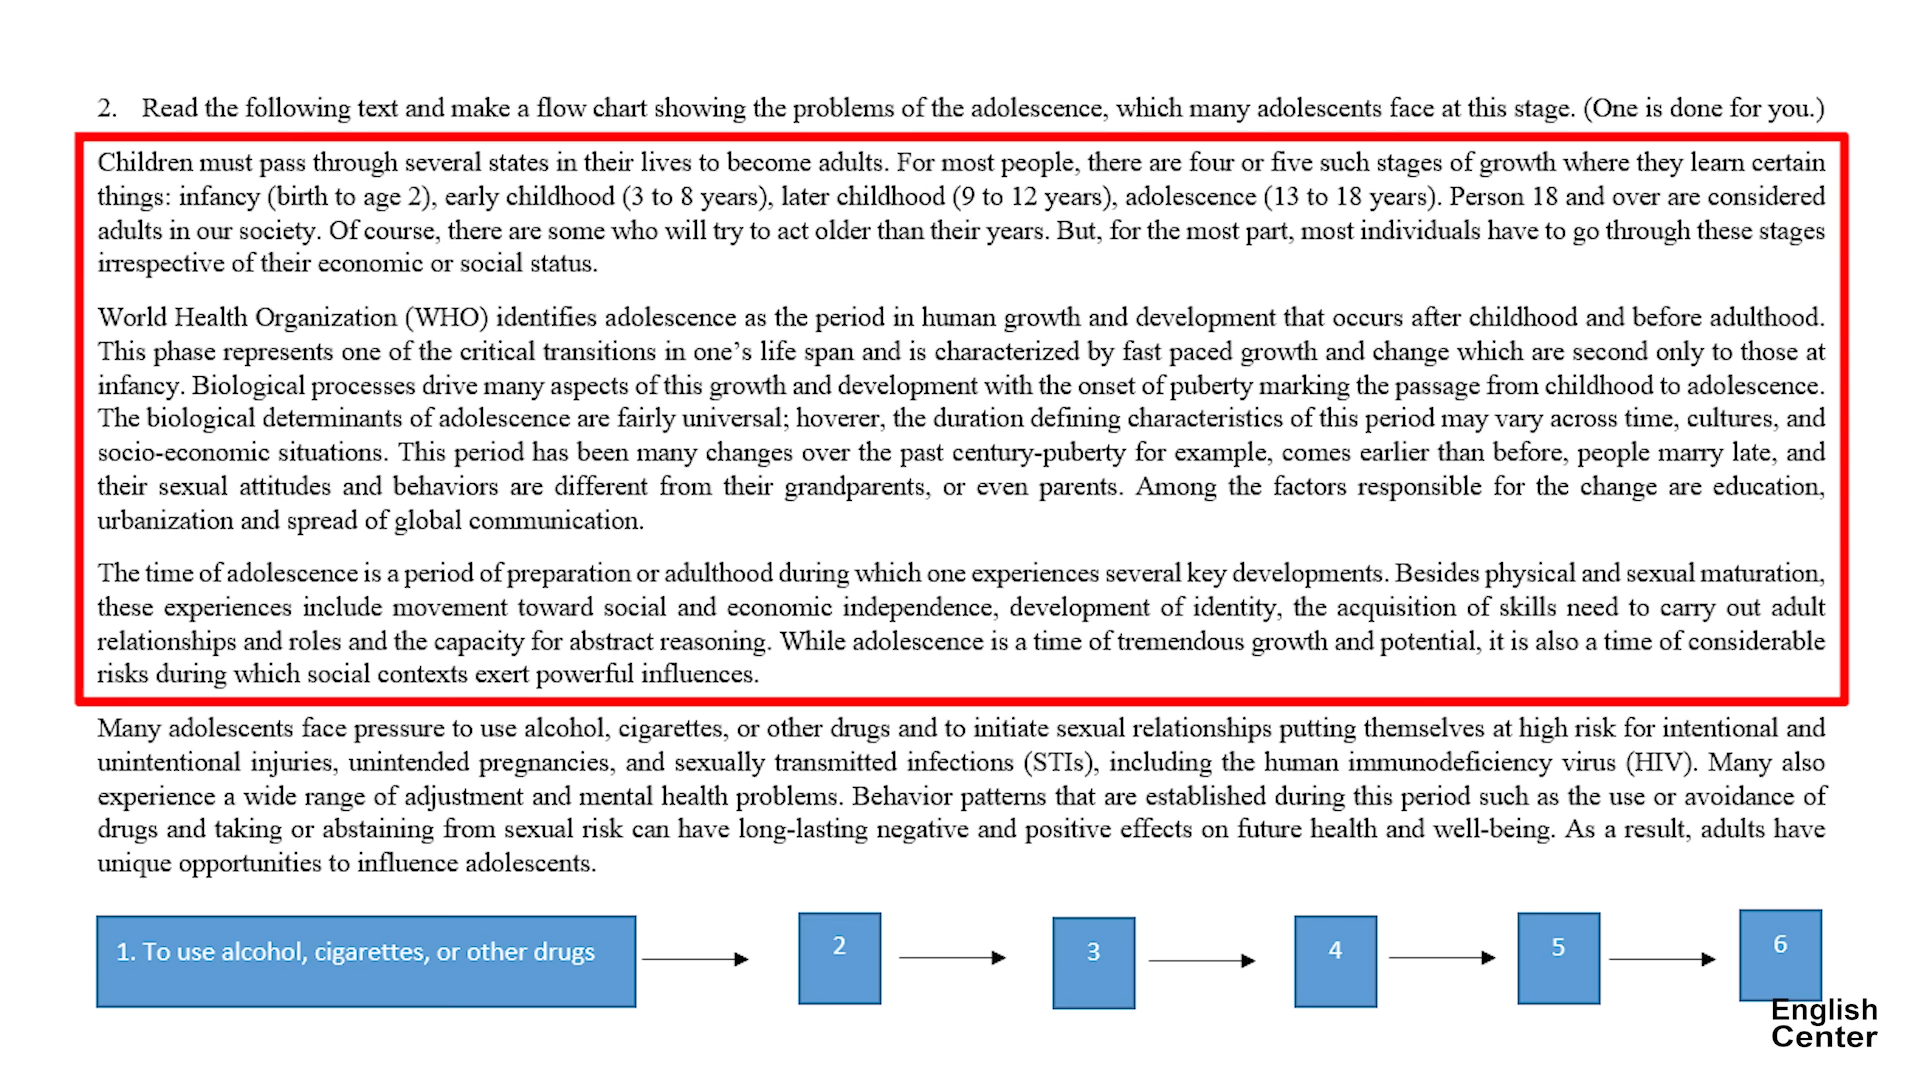 2. Read the following text and make a flow chart showing the problems of the adolescence, which many adolescents face at this stage. (One is done for you.)
Children must pass through several states in their lives to become adults. For most people, there are four or five such stages of growth where they learn certain
things: infancy (birth to age 2), early childhood (3 to 8 years), later childhood (9 to 12 years), adolescence (13 to 18 years). Person 18 and over are considered
adults in our society. Of course, there are some who will try to act older than their years. But, for the most part, most individuals have to go through these stages
irrespective of their economic or social status.
World Health Organization (WHO) identifies adolescence as the period in human growth and development that occurs after childhood and before adulthood.
This phase represents one of the critical transitions in one’s life span and is characterized by fast paced growth and change which are second only to those at
infancy. Biological processes drive many aspects of this growth and development with the onset of puberty marking the passage from childhood to adolescence.
The biological determinants of adolescence are fairly universal; hoverer, the duration defining characteristics of this period may vary across time, cultures, and
socio-economic situations. This period has been many changes over the past century-puberty for example, comes earlier than before, people marry late, and
their sexual attitudes and behaviors are different from their grandparents, or even parents. Among the factors responsible for the change are education,
urbanization and spread of global communication.
The time of adolescence is a period of preparation or adulthood during which one experiences several key developments. Besides physical and sexual maturation,
these experiences include movement toward social and economic independence, development of identity, the acquisition of skills need to carry out adult
relationships and roles and the capacity for abstract reasoning. While adolescence is a time of tremendous growth and potential, it is also a time of considerable
risks during which social contexts exert powerful influences.
Many adolescents face pressure to use alcohol, cigarettes, or other drugs and to initiate sexual relationships putting themselves at high risk for intentional and
unintentional injuries, unintended pregnancies, and sexually transmitted infections (STIs), including the human immunodeficiency virus (HIV). Many also
experience a wide range of adjustment and mental health problems. Behavior patterns that are established during this period such as the use or avoidance of
drugs and taking or abstaining from sexual risk can have long-lasting negative and positive effects on future health and well-being. As a result, adults have
unique opportunities to influence adolescents.
1. To use alcohol, cigarettes, or other drugs
2
3
4
5
6
English
Center